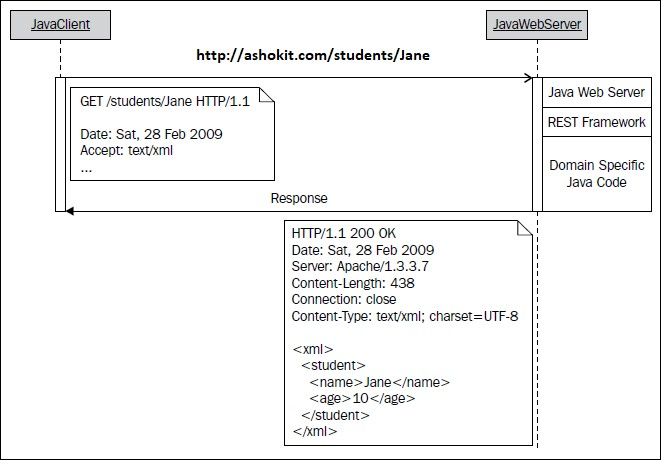 JavaClient
JavaWebServer
http://ashokit.com/students/Jane
GET /students/Jane HTTP/1.1
Date: Sat, 28 Feb 2009
Accept: text/xml
...
Java Web Server
REST Framework
Domain Specific
Java Code
Response
HTTP/1.1 200 OK
Date: Sat, 28 Feb 2009
Server: Apache/1.3.3.7
Content-Length: 438
Connection: close
Content-Type: text/xml; charset=UTF-8
<xml>
<student>
<name>Jane</name>
<age>10</age>
</student>
</xml>